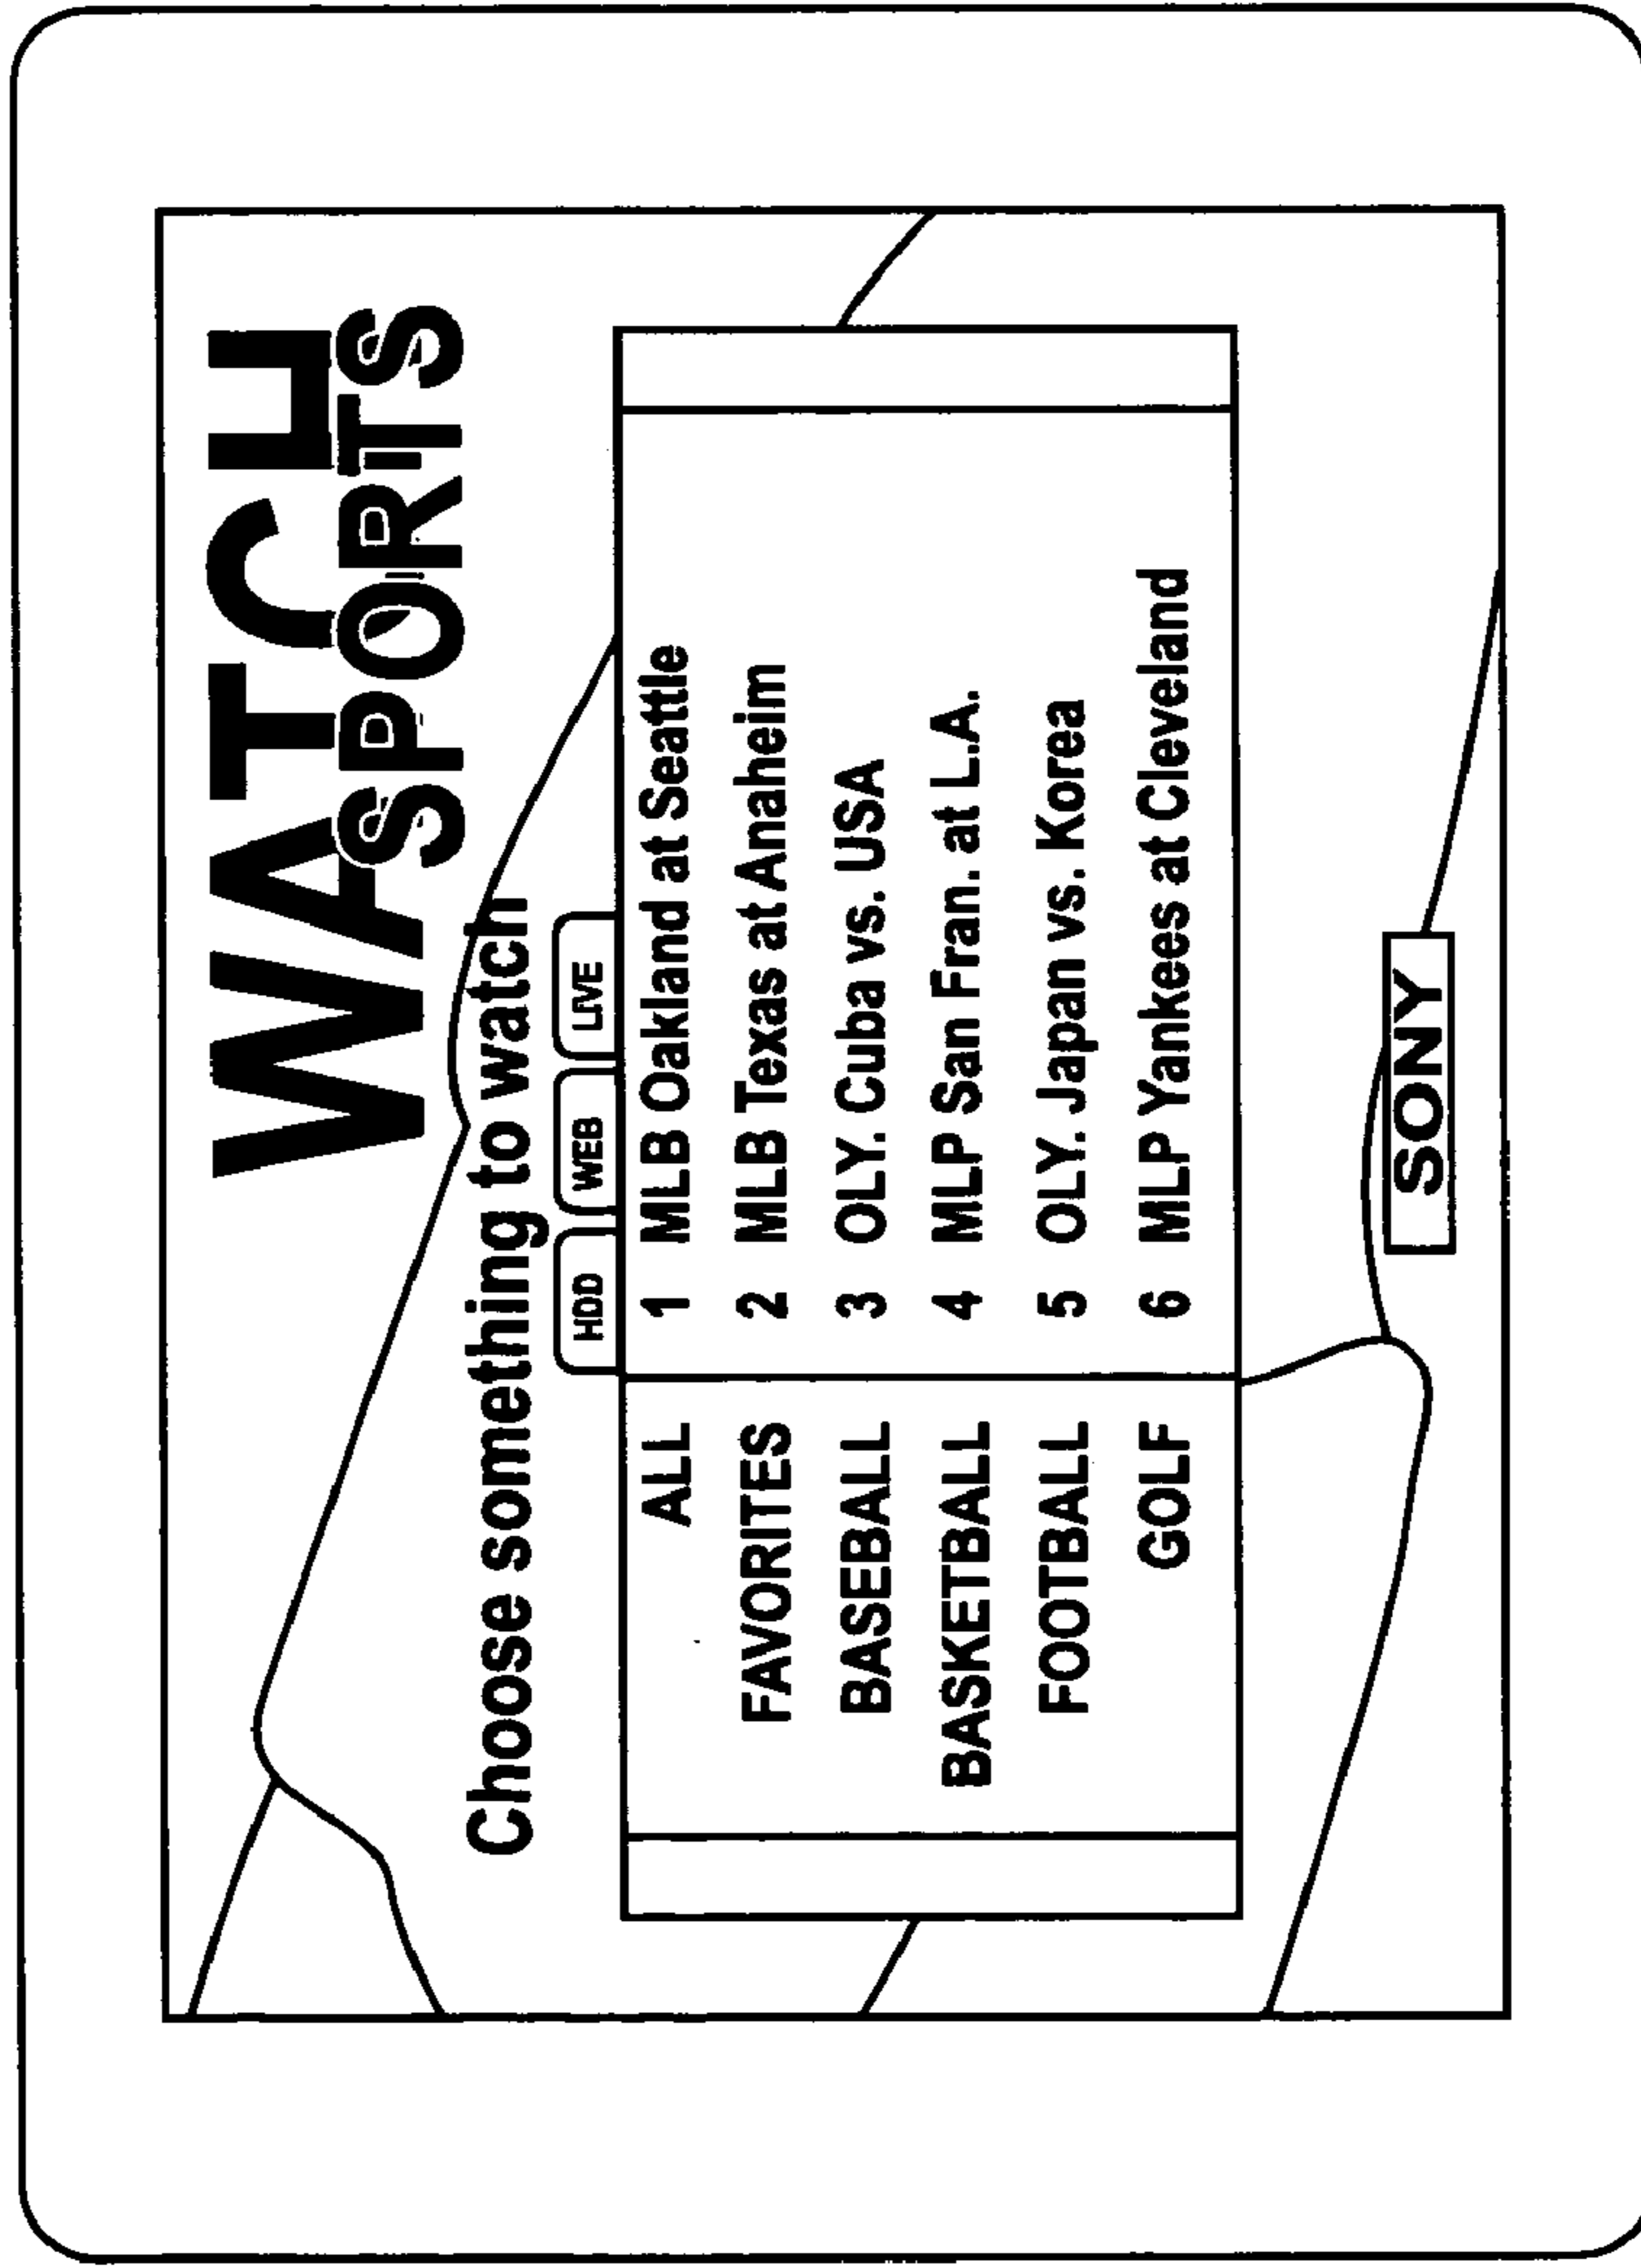 WATCH
SPORTS
Choose something to watch
HDD WEB LIVE
ALL 1 MLB Oakland at Seattle
FAVORITES 2 MLB Texas at Anaheim
BASEBALL 3 OLY. Cuba vs. USA
BASKETBALL 4 MLP San Fran. at L.A.
FOOTBALL 5 OLY. Japan vs. Korea
GOLF 6 MLP Yankees at Cleveland
SONY